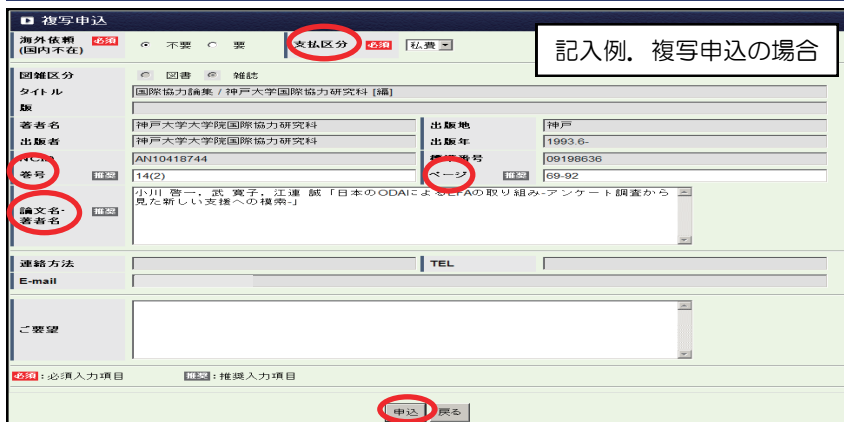 複写申込
記入例. 複写申込の場合
海外依頼 必須 不要 要 支払区分 必須 私費
(国内不在)
図雑区分 図書 雑誌
タイトル 国際協力論集 / 神戸大学国際協力研究科 [編]
版
著者名 神戸大学大学院国際協力研究科 出版地 神戸
出版者 神戸大学大学院国際協力研究科 出版年 1993.6-
NCID AN10418744 標準番号 09198636
巻号 推奨 14(2) ページ 推奨 69-92
論文名・ 推奨 小川 啓一, 武 寛子, 江連 誠「日本のODAによるEFAの取り組み-アンケート調査から
著者名 見た新しい支援への模索-」
連絡方法 TEL
E-mail
ご要望
必須:必須入力項目 推奨:推奨入力項目
申込 戻る